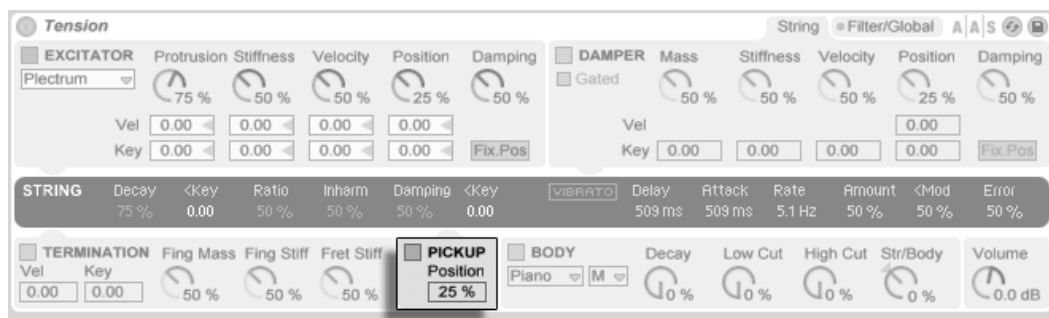 Tension String Filter/Global A A S
EXCITATOR Protrusion Stiffness Velocity Position Damping
Plectrum 75 % 50 % 50 % 25 % 50 %
Vel 0.00 0.00 0.00 0.00
Key 0.00 0.00 0.00 0.00 Fix.Pos
DAMPER Mass Stiffness Velocity Position Damping
Gated 50 % 50 % 50 % 25 % 50 %
Vel 0.00
Key 0.00 0.00 0.00 0.00 Fix.Pos
STRING Decay <Key Ratio Inharm Damping <Key VIBRATO Delay Attack Rate Amount <Mod Error
75 % 0.00 50 % 50 % 50 % 0.00 509 ms 509 ms 5.1 Hz 50 % 50 % 50 %
TERMINATION Fing Mass Fing Stiff Fret Stiff
Vel Key
0.00 0.00 50 % 50 % 50 %
PICKUP
Position
25 %
BODY Decay Low Cut High Cut Str/Body
Piano M 0 % 0 % 0 % 0 %
Volume
0.0 dB